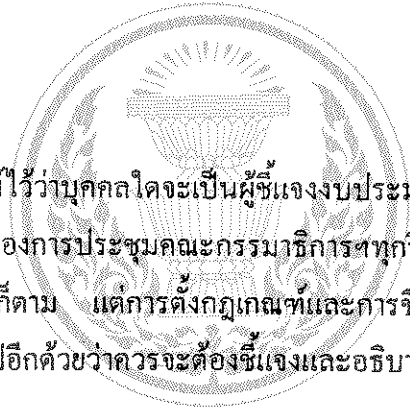 ไว้ว่าบุคคลใดจะเป็นผู้ชี้แจงงบประม
องการประชุมคณะกรรมาธิการฯทุก
ก็ตาม แต่การตั้งกฎเกณฑ์และการ
อีกด้วยว่าควรจะต้องชี้แจงและอธิบา